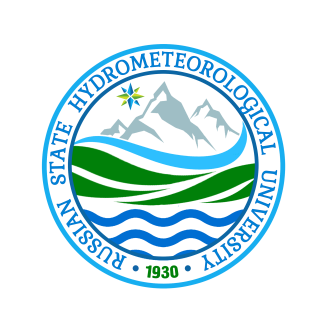 RUSSIAN STATE HYDROMETEOROLOGICAL UNIVERSITY
• 1930 •